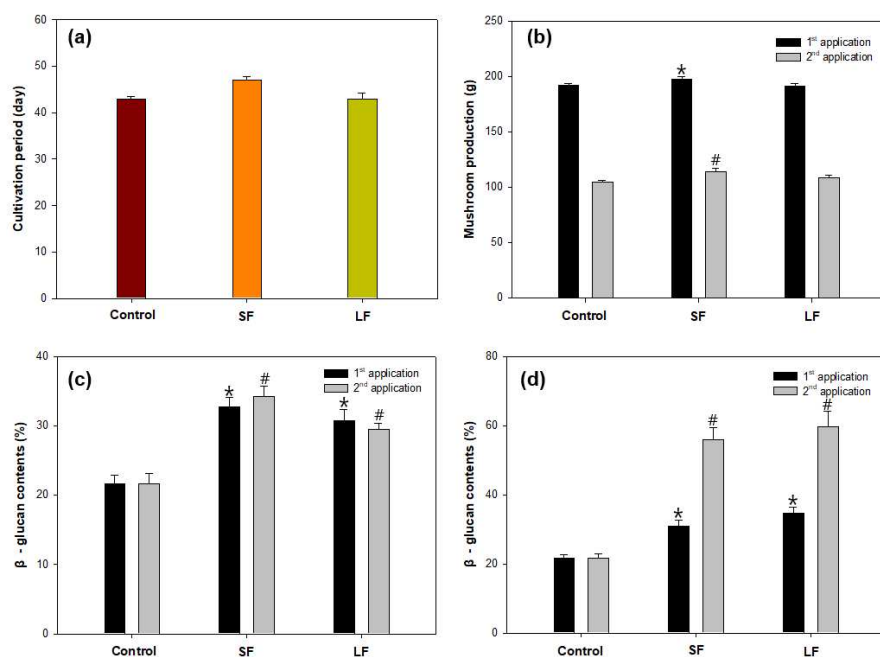 (a)
Cultivation period (day)
60
50
40
30
20
10
0
Control SF LF
(b)
Mushroom production (g)
250
200
150
100
50
0
1st application
2nd application
*
#
Control SF LF
(c)
β - glucan contents (%)
40
30
20
10
0
1st application
2nd application
* # * #
Control SF LF
(d)
β - glucan contents (%)
80
60
40
20
0
1st application
2nd application
* # * #
Control SF LF